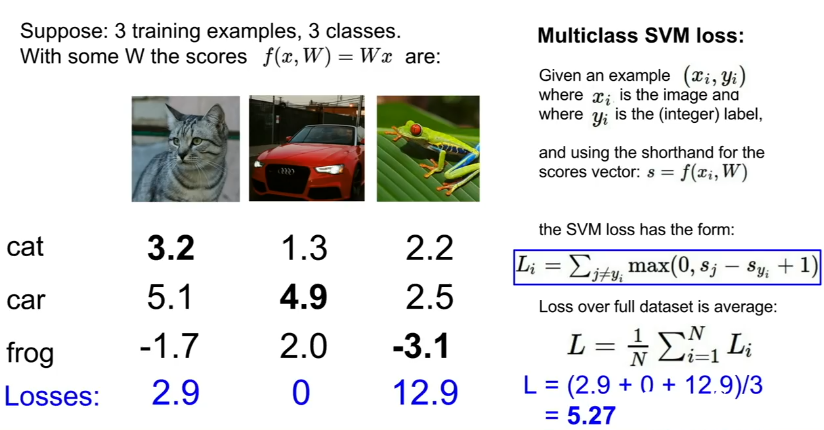 Suppose: 3 training examples, 3 classes.
With some W the scores f(x, W) = Wx are:
cat 3.2 1.3 2.2
car 5.1 4.9 2.5
frog -1.7 2.0 -3.1
Losses: 2.9 0 12.9
Multiclass SVM loss:
Given an example (x_i, y_i)
where x_i is the image and
where y_i is the (integer) label,
and using the shorthand for the
scores vector: s = f(x_i, W)
the SVM loss has the form:
L_i = ∑_{j≠y_i} max(0, s_j − s_{y_i} + 1)
Loss over full dataset is average:
L = \frac{1}{N} ∑_{i=1}^{N} L_i
L = (2.9 + 0 + 12.9)/3
= 5.27